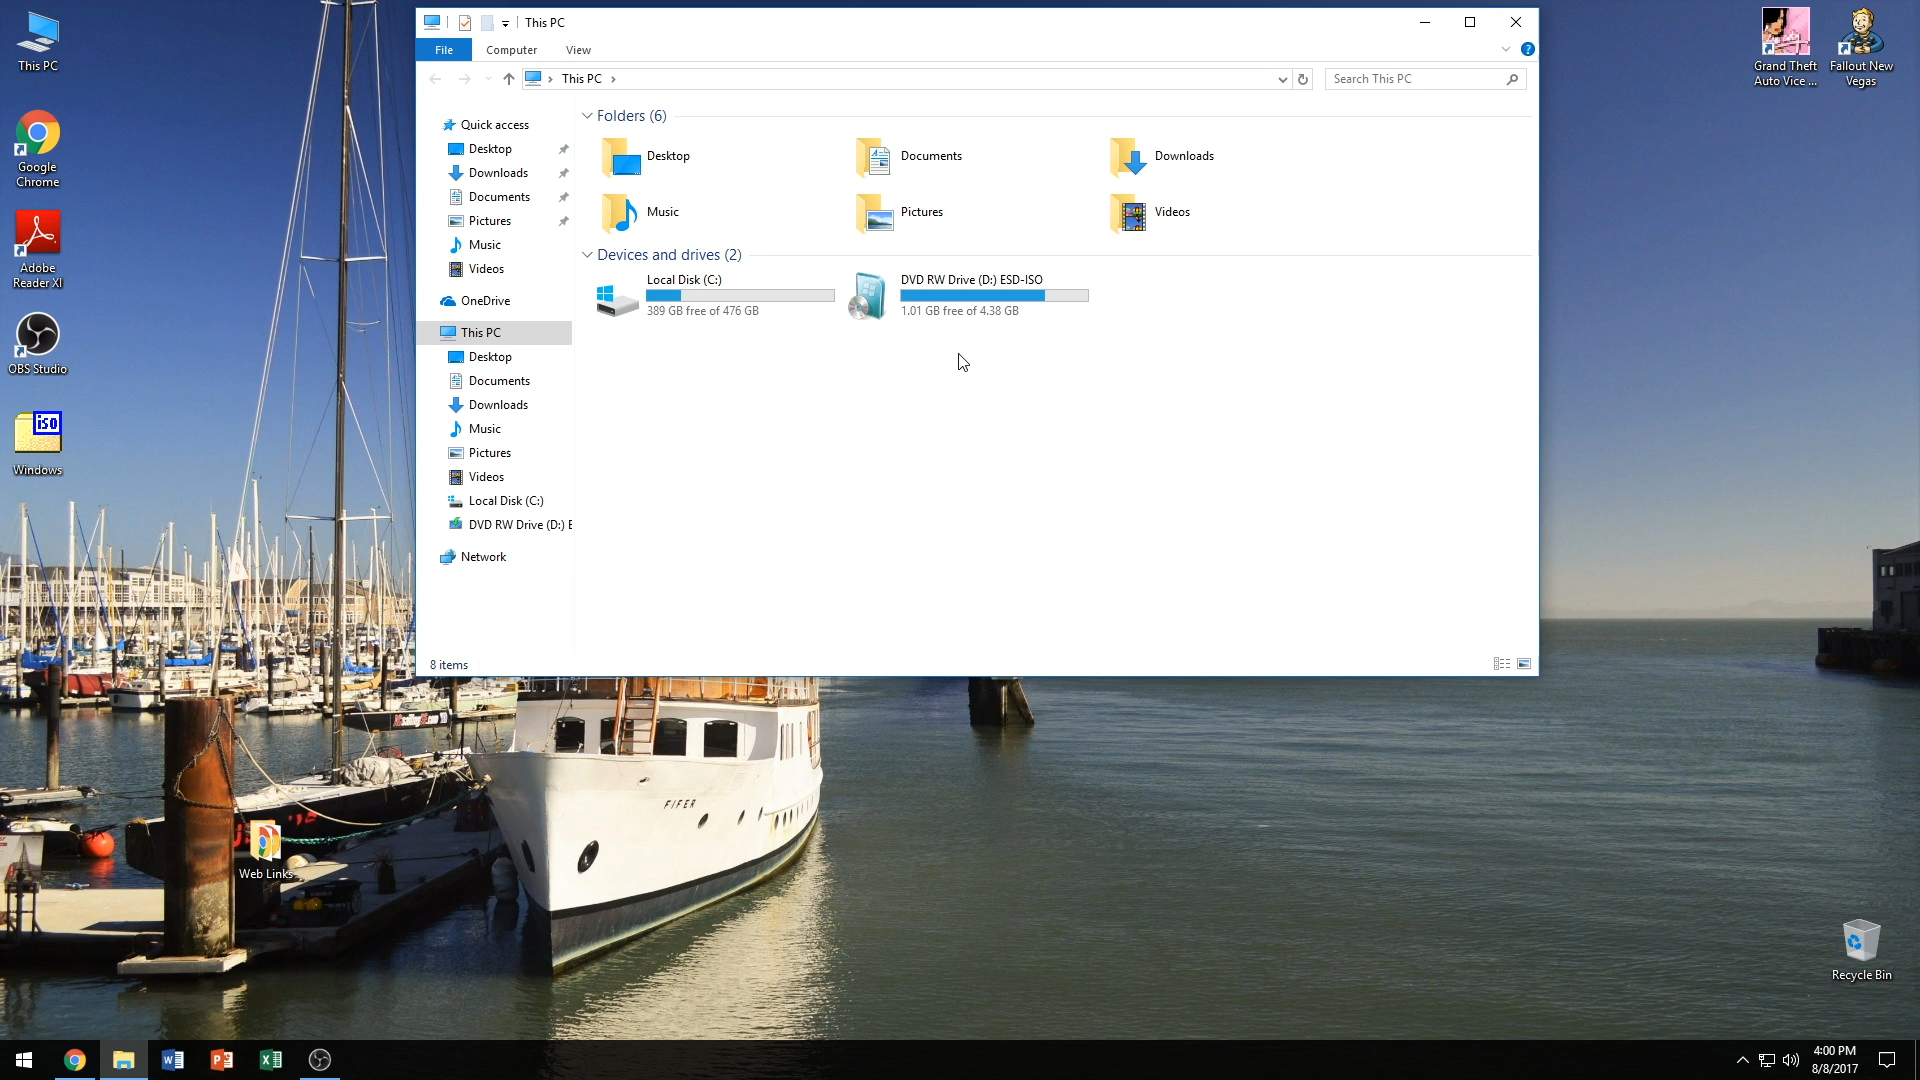 This PC
Google
Chrome
Adobe
Reader XI
OBS Studio
iso
Windows
Web Links
This PC
File
Computer
View
This PC
Search This PC
Quick access
Desktop
Downloads
Documents
Pictures
Music
Videos
OneDrive
This PC
Desktop
Documents
Downloads
Music
Pictures
Videos
Local Disk (C:)
DVD RW Drive (D:) E
Network
Folders (6)
Desktop
Documents
Downloads
Music
Pictures
Videos
Devices and drives (2)
Local Disk (C:)
389 GB free of 476 GB
DVD RW Drive (D:) ESD-ISO
1.01 GB free of 4.38 GB
8 items
Grand Theft
Auto Vice ...
Fallout New
Vegas
FIFER
Recycle Bin
4:00 PM
8/8/2017